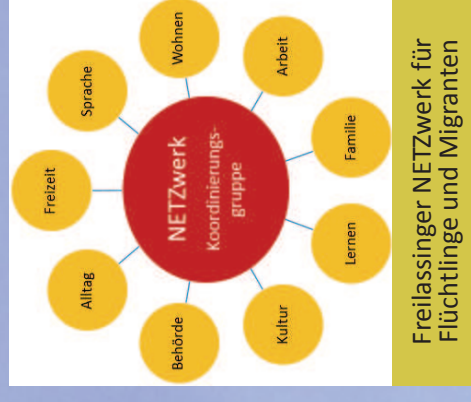 Freizeit
Sprache
Wohnen
Arbeit
Familie
Lernen
Kultur
Behörde
Alltag
NETZwerk
Koordinierungs-
gruppe
Freilassinger NETZwerk für
Flüchtlinge und Migranten